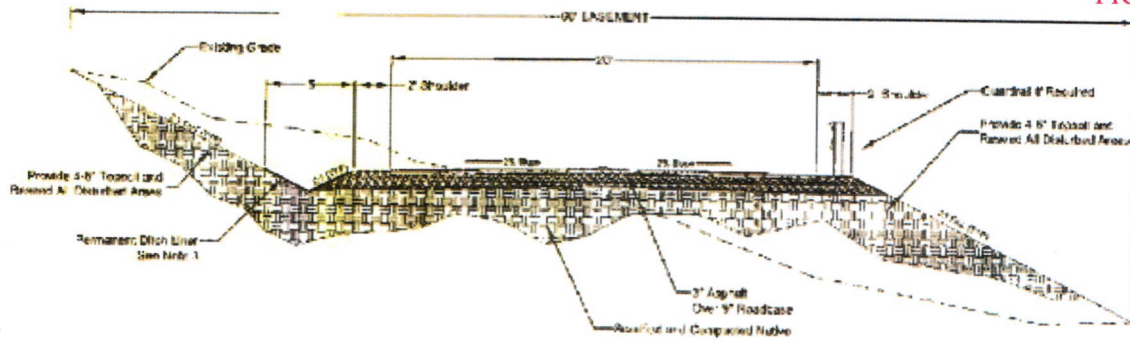 60' EASEMENT
Existing Grade
20'
5'
2' Shoulder
2' Shoulder
Guardrail if Required
Provide 4-6" Topsoil and
Reseed All Disturbed Areas
2% Slope
2% Slope
Provide 4-6" Topsoil and
Reseed All Disturbed Areas
Permanent Ditch Liner
See Note 3
3" Asphalt
Over 9" Roadbase
Scarified and Compacted Native